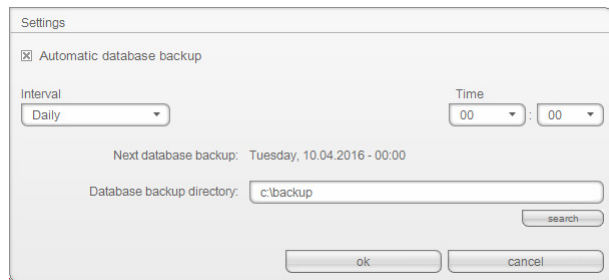 Settings
Automatic database backup
Interval
Time
Daily
00 : 00
Next database backup: Tuesday, 10.04.2016 - 00:00
Database backup directory: c:\backup
search
ok
cancel